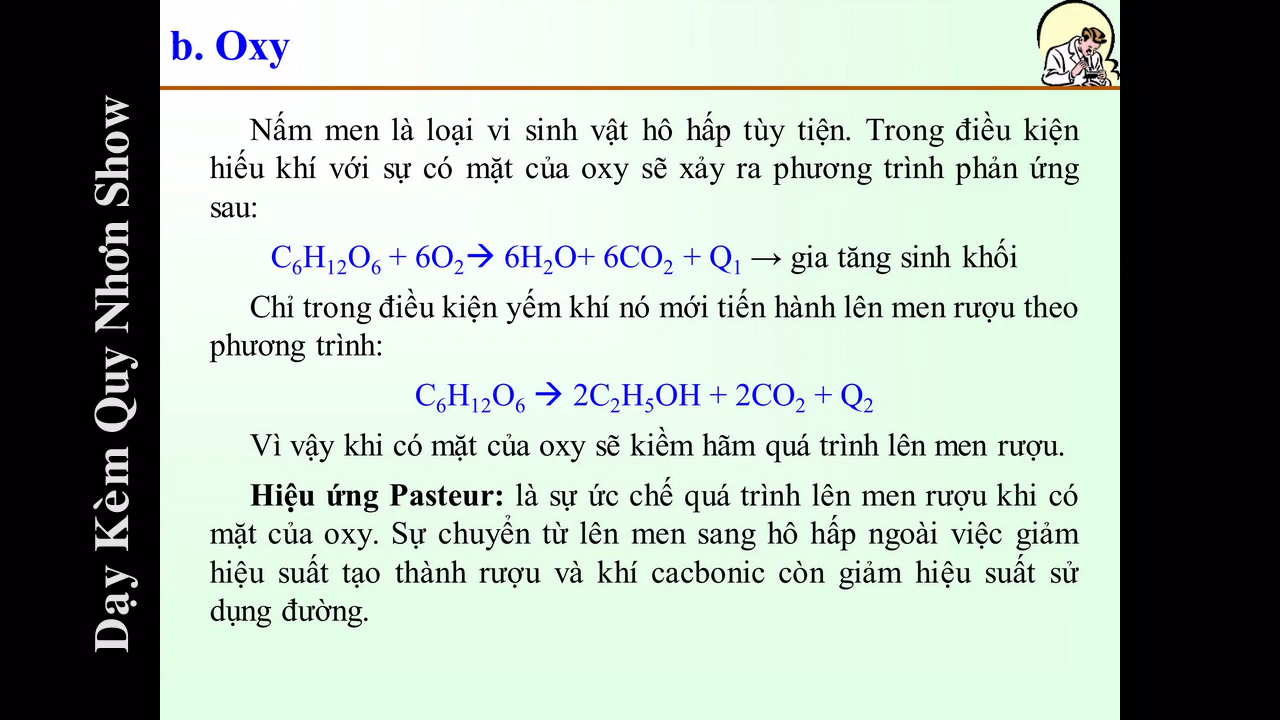 b. Oxy
Nấm men là loại vi sinh vật hô hấp tùy tiện. Trong điều kiện
hiếu khí với sự có mặt của oxy sẽ xảy ra phương trình phản ứng
sau:
C₆H₁₂O₆ + 6O₂→ 6H₂O+ 6CO₂ + Q₁ → gia tăng sinh khối
Chỉ trong điều kiện yếm khí nó mới tiến hành lên men rượu theo
phương trình:
C₆H₁₂O₆ → 2C₂H₅OH + 2CO₂ + Q₂
Vì vậy khi có mặt của oxy sẽ kiềm hãm quá trình lên men rượu.
Hiệu ứng Pasteur: là sự ức chế quá trình lên men rượu khi có
mặt của oxy. Sự chuyển từ lên men sang hô hấp ngoài việc giảm
hiệu suất tạo thành rượu và khí cacbonic còn giảm hiệu suất sử
dụng đường.
Dạy Kèm Quy Nhơn Show